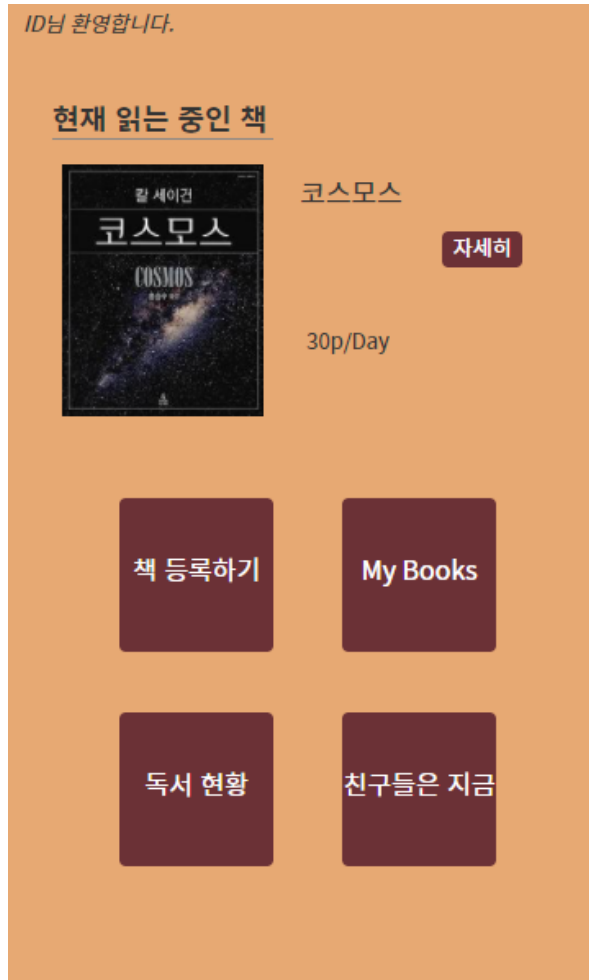 ID님 환영합니다.
현재 읽는 중인 책
칼 세이건
코스모스
COSMOS
코스모스
자세히
30p/Day
책 등록하기
My Books
독서 현황
친구들은 지금